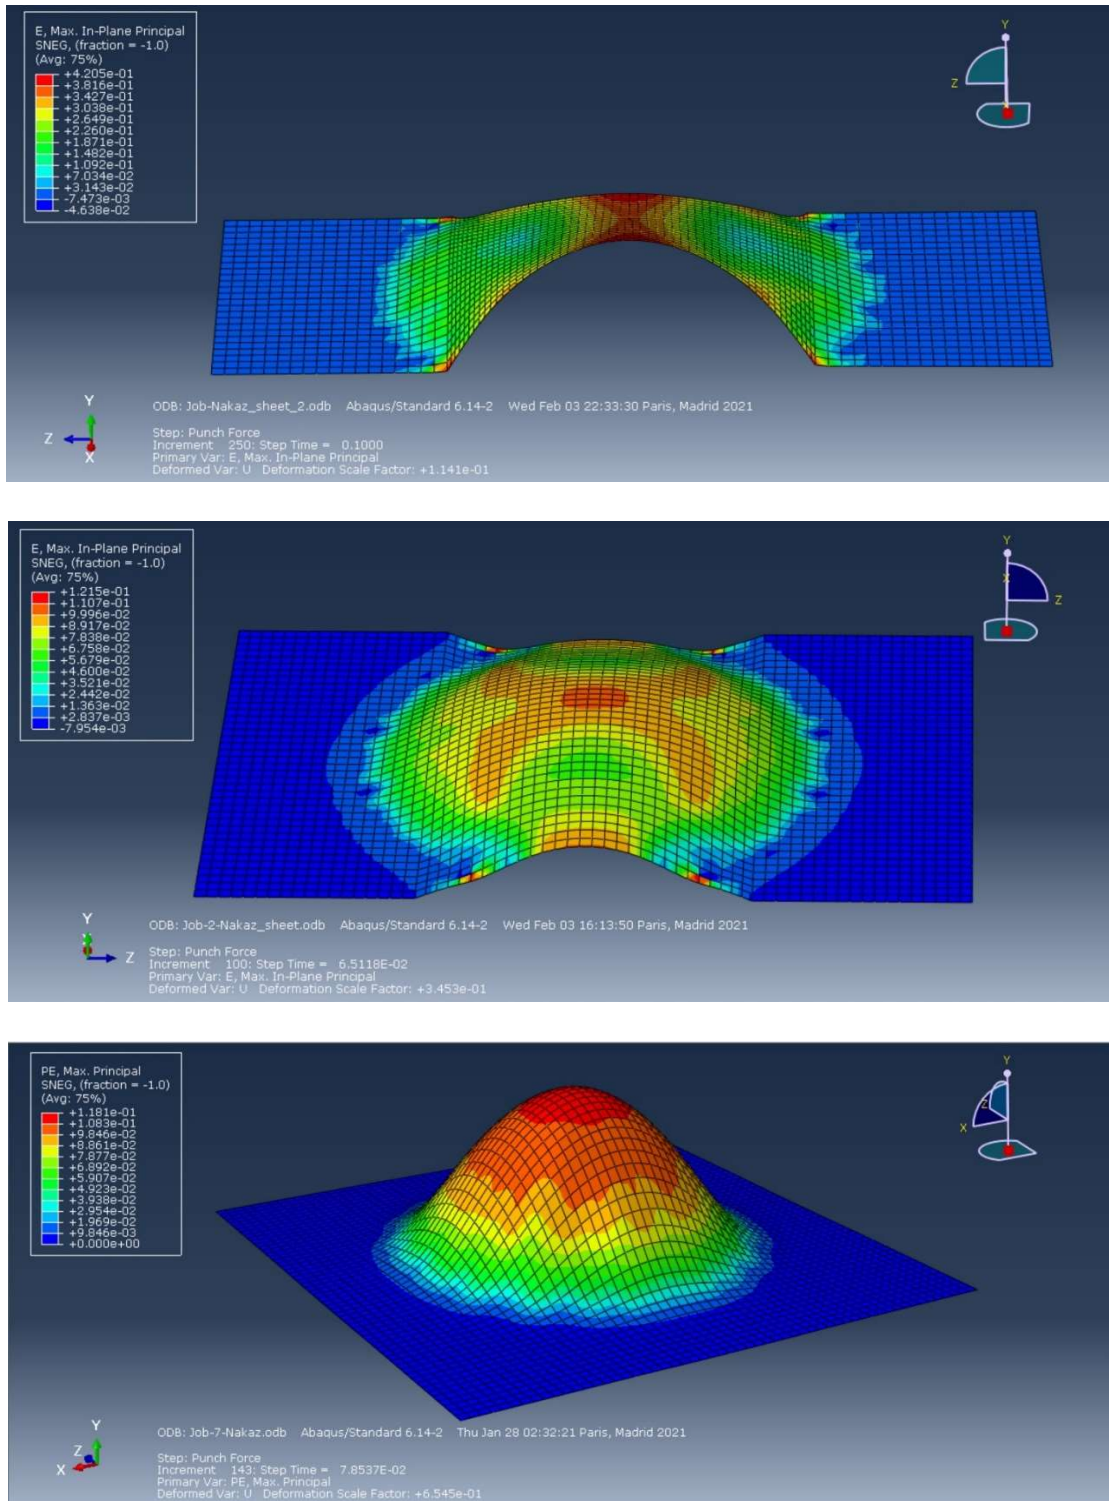 E, Max. In-Plane Principal
SNEG, (fraction = -1.0)
(Avg: 75%)
+4.205e-01
+3.816e-01
+3.427e-01
+3.038e-01
+2.649e-01
+2.260e-01
+1.871e-01
+1.482e-01
+1.092e-01
+7.034e-02
+3.143e-02
-7.473e-03
-4.638e-02
Y
Z
Y
Z
X
ODB: Job-Nakaz_sheet_2.odb Abaqus/Standard 6.14-2 Wed Feb 03 22:33:30 Paris, Madrid 2021
Step: Punch Force
Increment 250: Step Time = 0.1000
Primary Var: E, Max. In-Plane Principal
Deformed Var: U Deformation Scale Factor: +1.141e-01
E, Max. In-Plane Principal
SNEG, (fraction = -1.0)
(Avg: 75%)
+1.215e-01
+1.107e-01
+9.996e-02
+8.917e-02
+7.838e-02
+6.758e-02
+5.679e-02
+4.600e-02
+3.521e-02
+2.442e-02
+1.363e-02
+2.837e-03
-7.954e-03
Y
X
Z
Y
Z
ODB: Job-2-Nakaz_sheet.odb Abaqus/Standard 6.14-2 Wed Feb 03 16:13:50 Paris, Madrid 2021
Step: Punch Force
Increment 100: Step Time = 6.5118E-02
Primary Var: E, Max. In-Plane Principal
Deformed Var: U Deformation Scale Factor: +3.453e-01
PE, Max. Principal
SNEG, (fraction = -1.0)
(Avg: 75%)
+1.181e-01
+1.083e-01
+9.846e-02
+8.861e-02
+7.877e-02
+6.892e-02
+5.907e-02
+4.923e-02
+3.938e-02
+2.954e-02
+1.969e-02
+9.846e-03
+0.000e+00
Y
Z
X
Y
Z
X
ODB: Job-7-Nakaz.odb Abaqus/Standard 6.14-2 Thu Jan 28 02:32:21 Paris, Madrid 2021
Step: Punch Force
Increment 143: Step Time = 7.8537E-02
Primary Var: PE, Max. Principal
Deformed Var: U Deformation Scale Factor: +6.545e-01